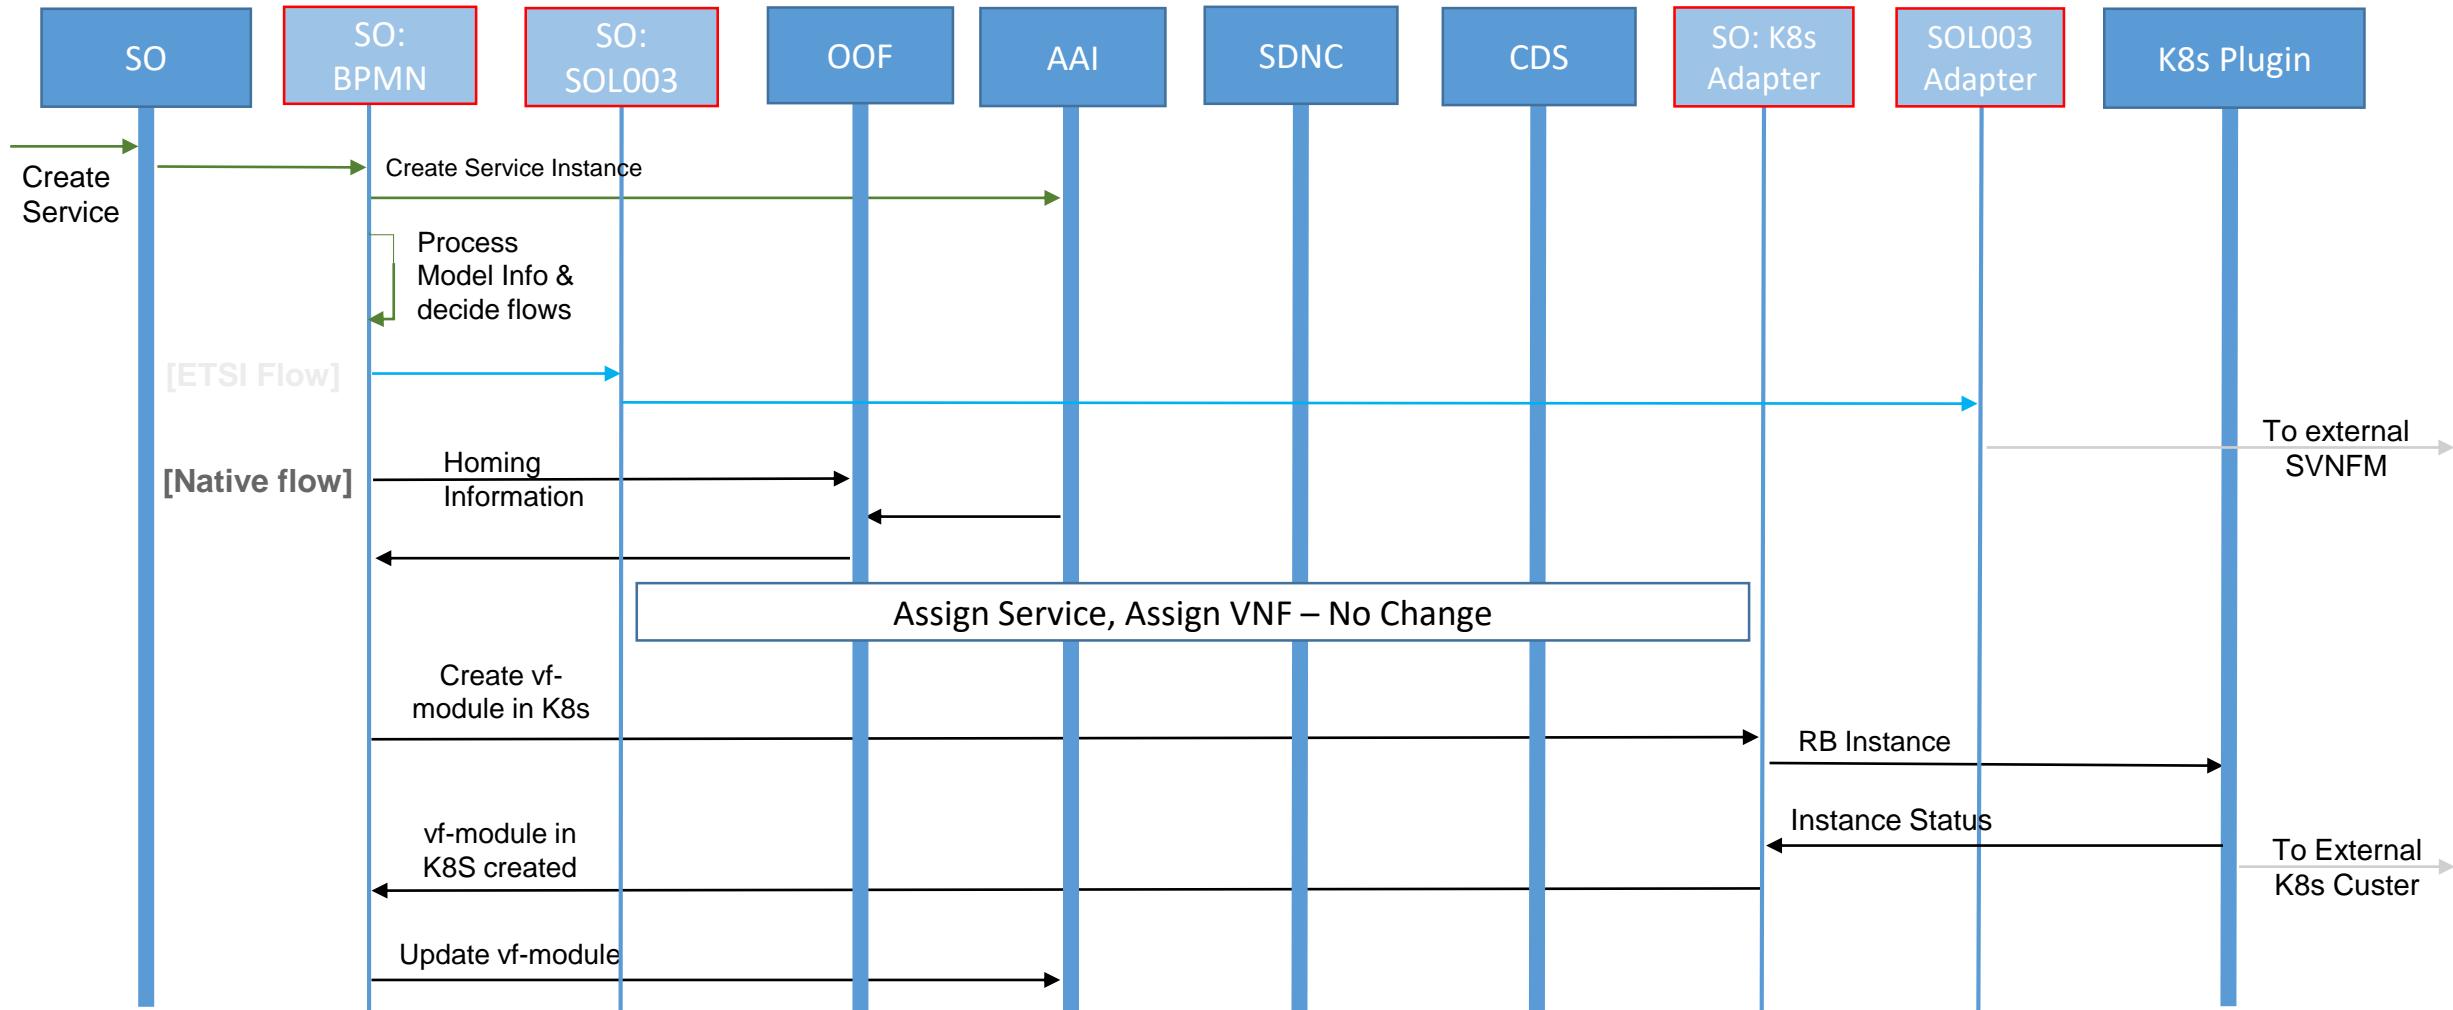 SO
SO:
BPMN
SO:
SOL003
OOF
AAI
SDNC
CDS
SO: K8s
Adapter
SOL003
Adapter
K8s Plugin
Create
Service
Create Service Instance
Process
Model Info &
decide flows
[ETSI Flow]
To external
SVNFM
[Native flow]
Homing
Information
Assign Service, Assign VNF – No Change
Create vf-
module in K8s
RB Instance
Instance Status
vf-module in
K8S created
To External
K8s Custer
Update vf-module